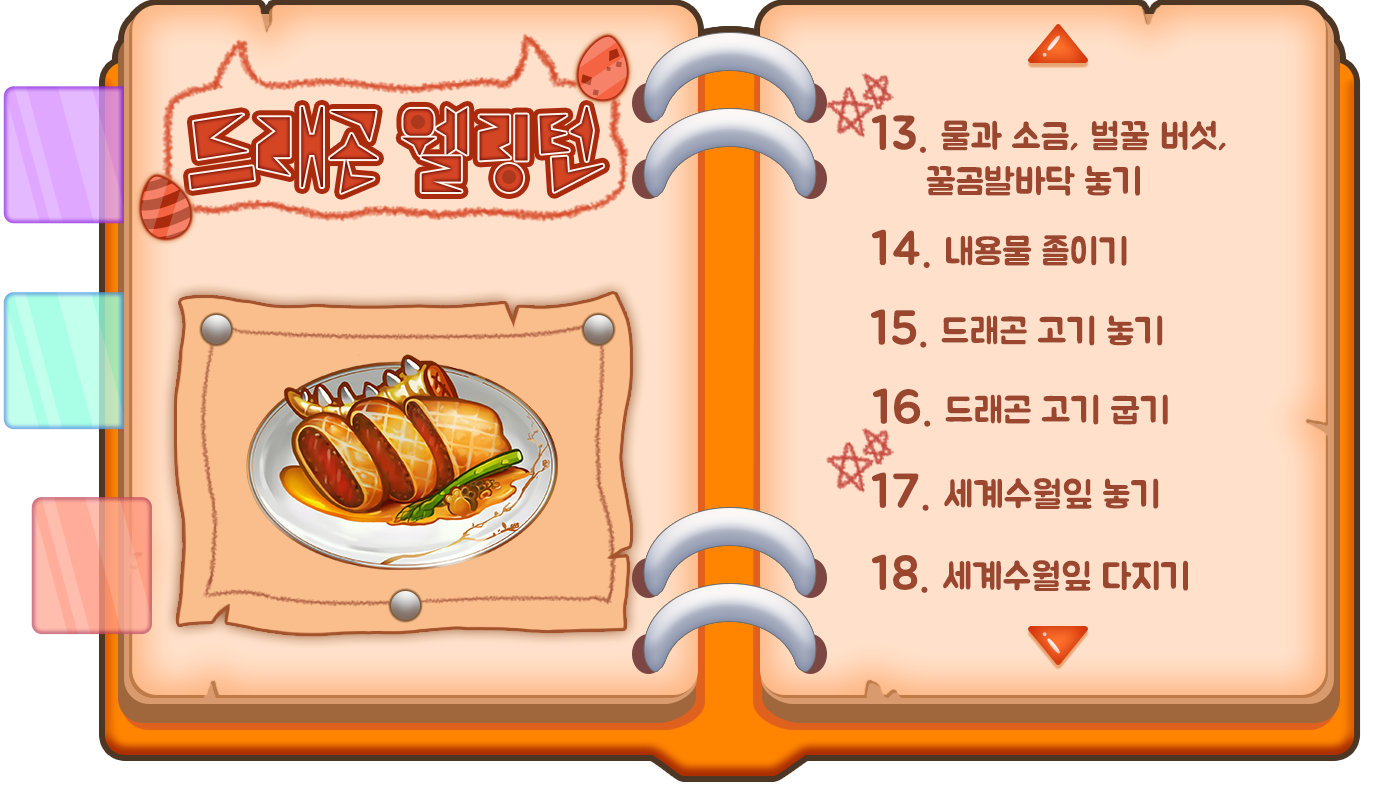 드래곤 웰링턴
13. 물과 소금, 벌꿀 버섯,
꿀곰발바닥 놓기
14. 내용물 졸이기
15. 드래곤 고기 놓기
16. 드래곤 고기 굽기
17. 세계수월잎 놓기
18. 세계수월잎 다지기